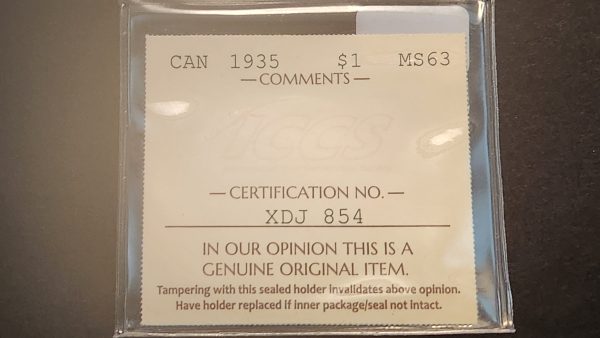 CAN 1935 $1 MS63
—COMMENTS—
ICCS
—CERTIFICATION NO.—
XDJ 854
IN OUR OPINION THIS IS A
GENUINE ORIGINAL ITEM.
Tampering with this sealed holder invalidates above opinion.
Have holder replaced if inner package/seal not intact.